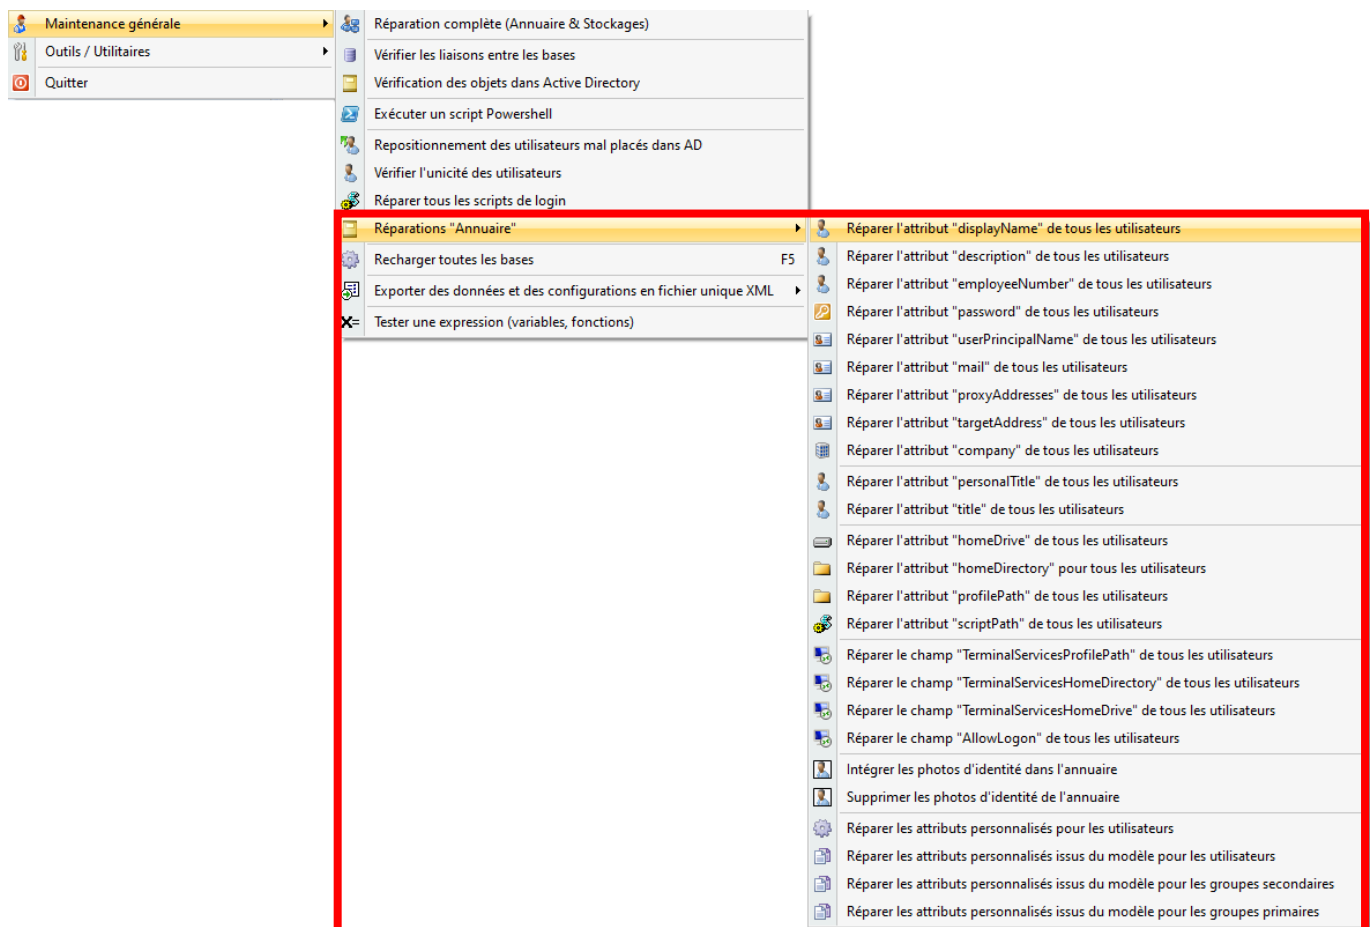 Maintenance générale
Outils / Utilitaires
Quitter
Réparation complète (Annuaire & Stockages)
Vérifier les liaisons entre les bases
Vérification des objets dans Active Directory
Exécuter un script Powershell
Repositionnement des utilisateurs mal placés dans AD
Vérifier l'unicité des utilisateurs
Réparer tous les scripts de login
Réparations "Annuaire"
Recharger toutes les bases F5
Exporter des données et des configurations en fichier unique XML
X= Tester une expression (variables, fonctions)
Réparer l'attribut "displayName" de tous les utilisateurs
Réparer l'attribut "description" de tous les utilisateurs
Réparer l'attribut "employeeNumber" de tous les utilisateurs
Réparer l'attribut "password" de tous les utilisateurs
Réparer l'attribut "userPrincipalName" de tous les utilisateurs
Réparer l'attribut "mail" de tous les utilisateurs
Réparer l'attribut "proxyAddresses" de tous les utilisateurs
Réparer l'attribut "targetAddress" de tous les utilisateurs
Réparer l'attribut "company" de tous les utilisateurs
Réparer l'attribut "personalTitle" de tous les utilisateurs
Réparer l'attribut "title" de tous les utilisateurs
Réparer l'attribut "homeDrive" de tous les utilisateurs
Réparer l'attribut "homeDirectory" pour tous les utilisateurs
Réparer l'attribut "profilePath" de tous les utilisateurs
Réparer l'attribut "scriptPath" de tous les utilisateurs
Réparer le champ "TerminalServicesProfilePath" de tous les utilisateurs
Réparer le champ "TerminalServicesHomeDirectory" de tous les utilisateurs
Réparer le champ "TerminalServicesHomeDrive" de tous les utilisateurs
Réparer le champ "AllowLogon" de tous les utilisateurs
Intégrer les photos d'identité dans l'annuaire
Supprimer les photos d'identité de l'annuaire
Réparer les attributs personnalisés pour les utilisateurs
Réparer les attributs personnalisés issus du modèle pour les utilisateurs
Réparer les attributs personnalisés issus du modèle pour les groupes secondaires
Réparer les attributs personnalisés issus du modèle pour les groupes primaires